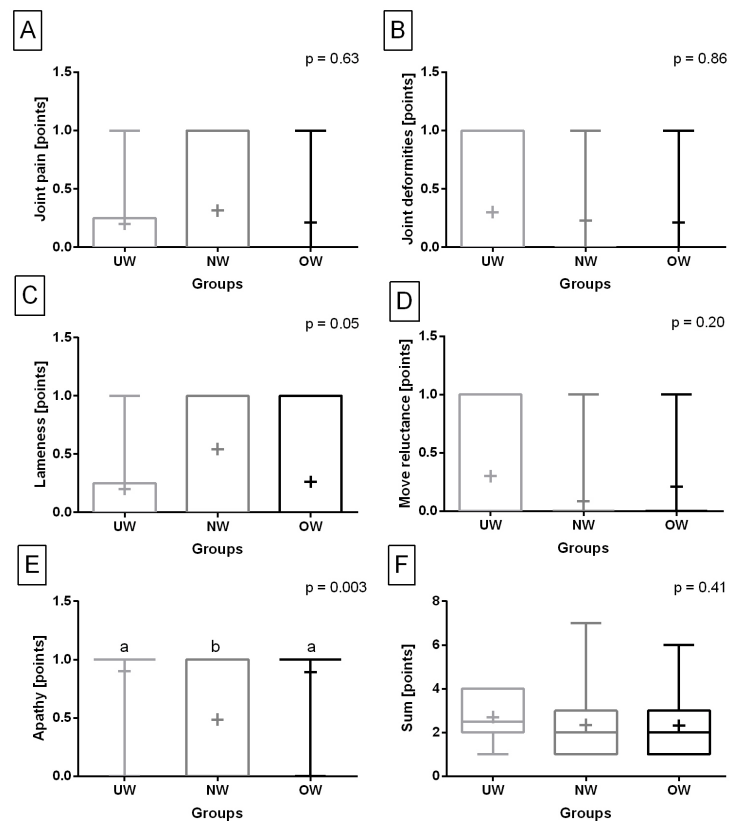 A
p = 0.63
Joint pain [points]
1.5
1.0
0.5
0.0
UW NW OW
Groups
B
p = 0.86
Joint deformities [points]
1.5
1.0
0.5
0.0
UW NW OW
Groups
C
p = 0.05
Lameness [points]
1.5
1.0
0.5
0.0
UW NW OW
Groups
D
p = 0.20
Move reluctance [points]
1.5
1.0
0.5
0.0
UW NW OW
Groups
E
p = 0.003
Apathy [points]
1.5
a b a
1.0
0.5
0.0
UW NW OW
Groups
F
p = 0.41
Sum [points]
8
6
4
2
0
UW NW OW
Groups